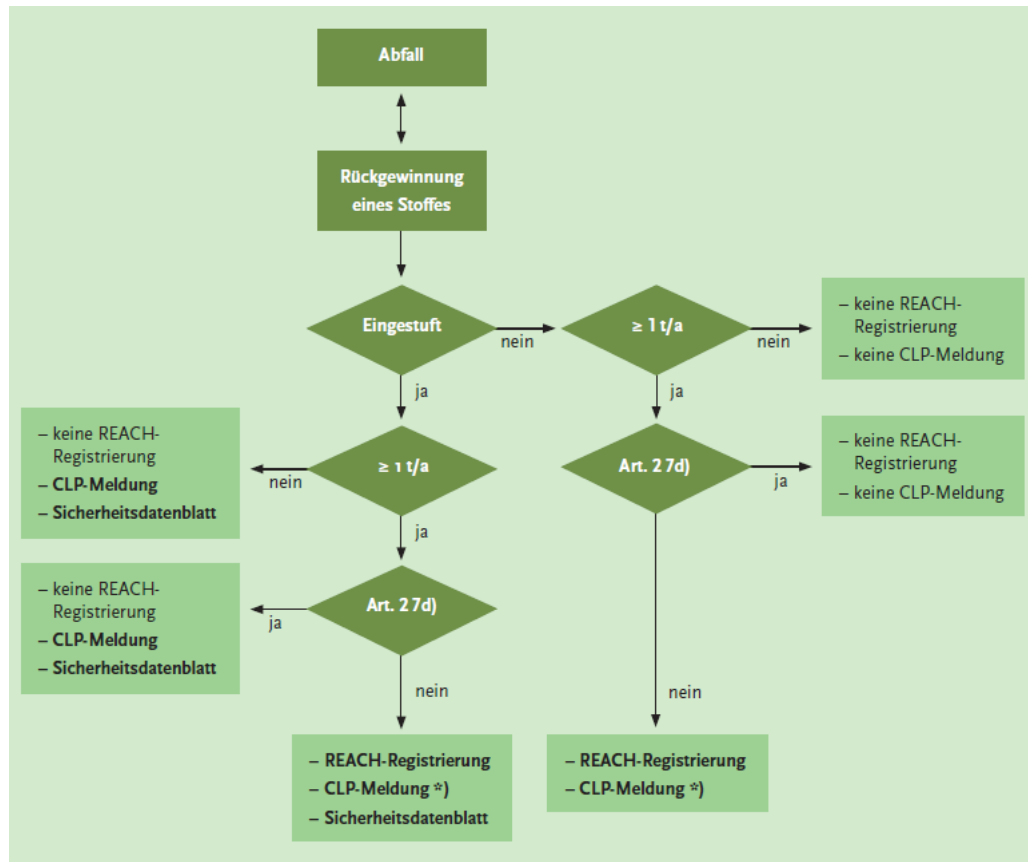 Abfall
Rückgewinnung
eines Stoffes
Eingestuft
nein
≥ 1 t/a
nein
– keine REACH-
Registrierung
– keine CLP-Meldung
ja
ja
– keine REACH-
Registrierung
– CLP-Meldung
– Sicherheitsdatenblatt
nein
≥ 1 t/a
Art. 2 7d)
ja
– keine REACH-
Registrierung
– keine CLP-Meldung
ja
– keine REACH-
Registrierung
– CLP-Meldung
– Sicherheitsdatenblatt
ja
Art. 2 7d)
nein
nein
– REACH-Registrierung
– CLP-Meldung *)
– Sicherheitsdatenblatt
– REACH-Registrierung
– CLP-Meldung *)